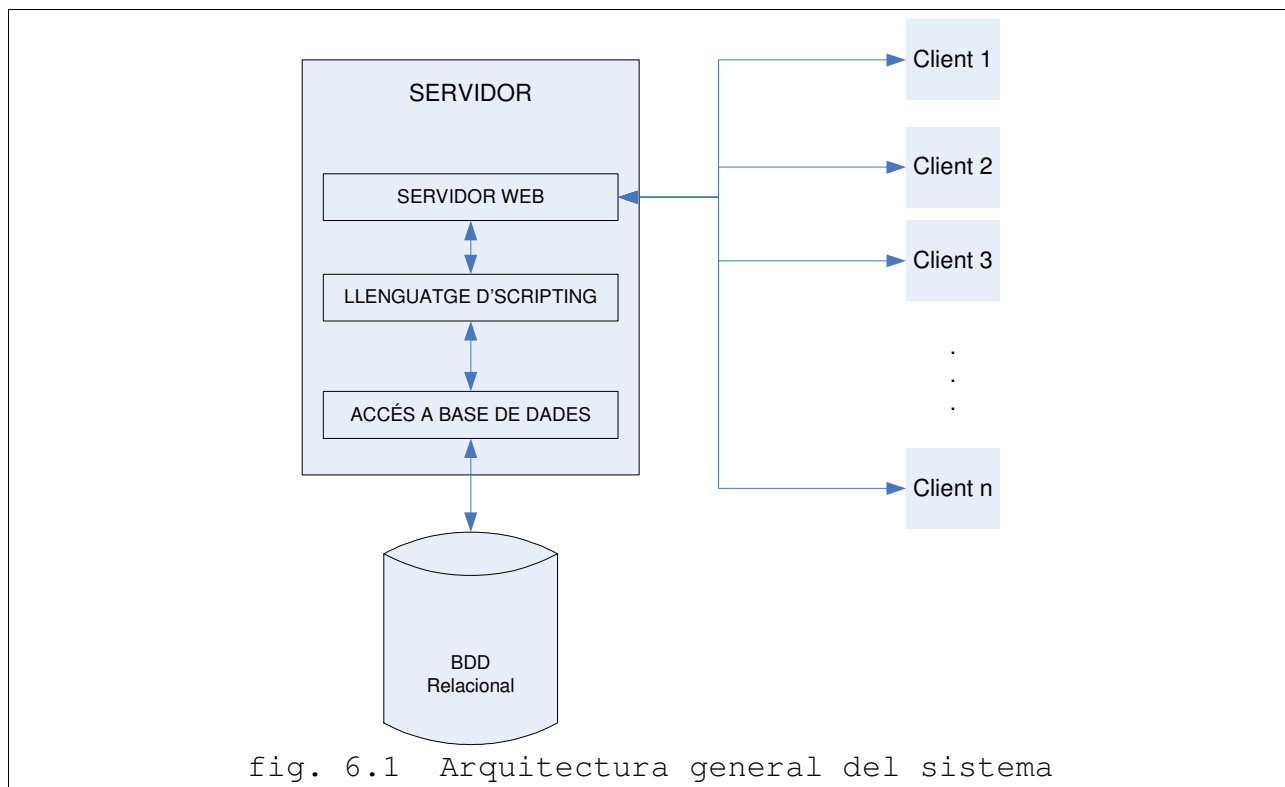 SERVIDOR
SERVIDOR WEB
LLENGUATGE D'SCRIPTING
ACCÉS A BASE DE DADES
BDD
Relacional
Client 1
Client 2
Client 3
.
.
.
Client n
fig. 6.1 Arquitectura general del sistema